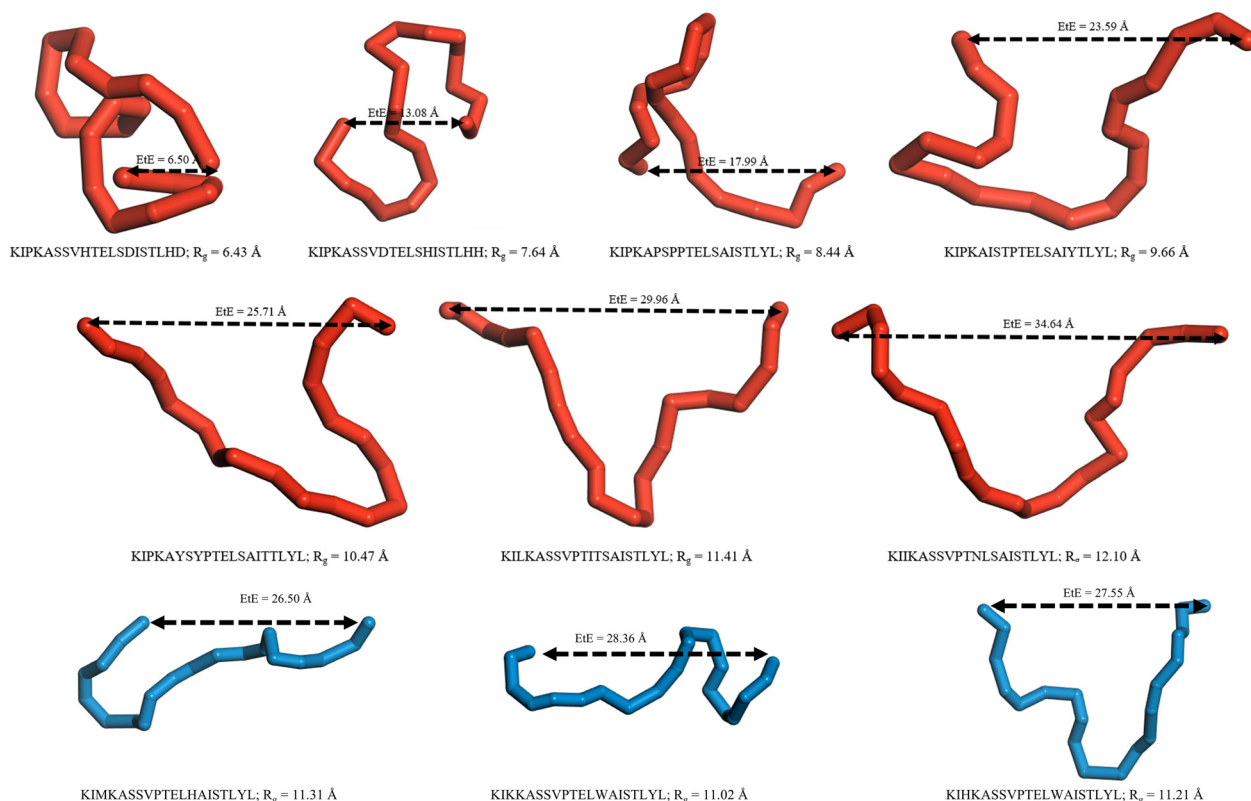 EtE = 6.50 Å
EtE = 13.08 Å
EtE = 17.99 Å
EtE = 23.59 Å
KIPKASSVHTELSDISTLHD; Rg = 6.43 Å
KIPKASSVDTELSHISTLHH; Rg = 7.64 Å
KIPKAPSPPTELSAISTLYL; Rg = 8.44 Å
KIPKAISTPTELSAIYTLYL; Rg = 9.66 Å
EtE = 25.71 Å
EtE = 29.96 Å
EtE = 34.64 Å
KIPKAYSYPTELSAITTLYL; Rg = 10.47 Å
KILKASSVPTITSAISTLYL; Rg = 11.41 Å
KIIKASSVPTNLSAISTLYL; Rg = 12.10 Å
EtE = 26.50 Å
EtE = 28.36 Å
EtE = 27.55 Å
KIMKASSVPTELHAISTLYL; Rg = 11.31 Å
KIKKASSVPTELWAISTLYL; Rg = 11.02 Å
KIHKASSVPTELWAISTLYL; Rg = 11.21 Å